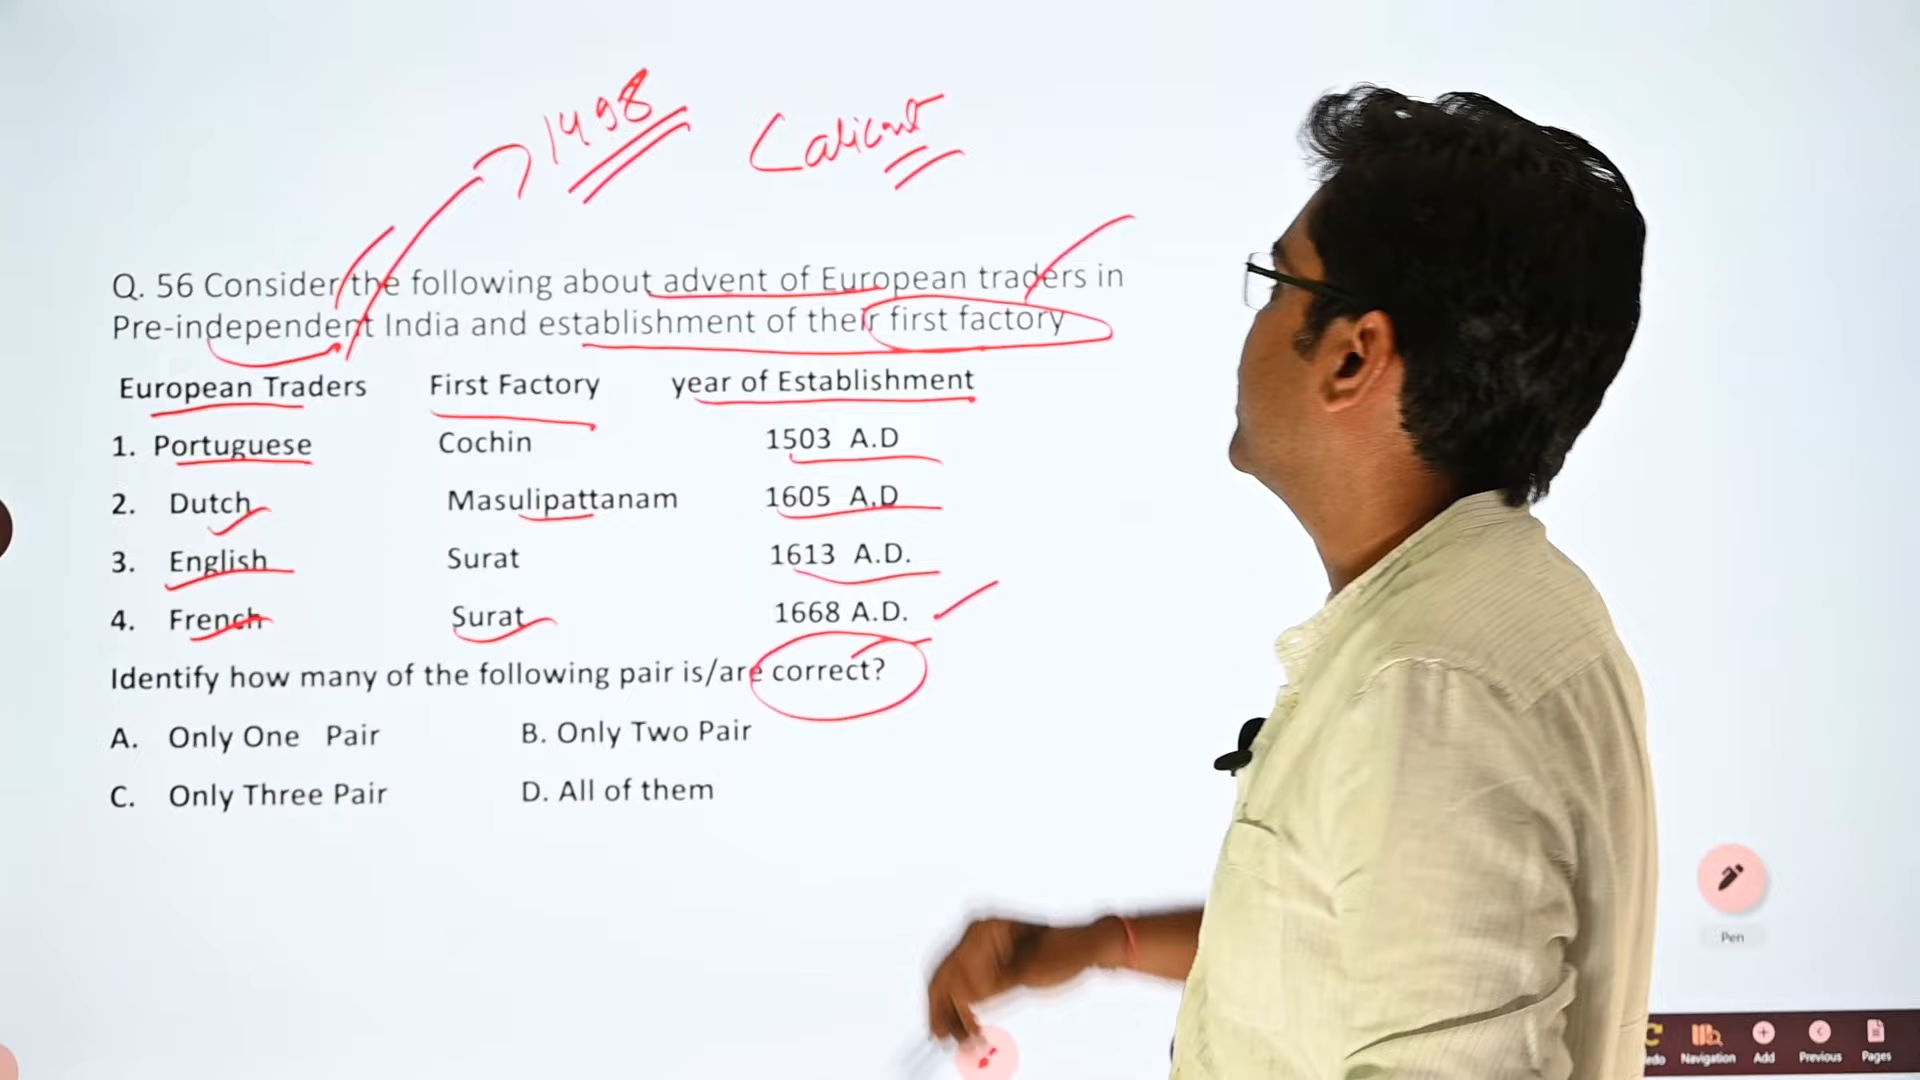 1498 Calicut
Q. 56 Consider the following about advent of European traders in
Pre-independent India and establishment of their first factory
European Traders First Factory year of Establishment
1. Portuguese Cochin 1503 A.D
2. Dutch Masulipattanam 1605 A.D
3. English Surat 1613 A.D.
4. French Surat 1668 A.D.
Identify how many of the following pair is/are correct?
A. Only One Pair B. Only Two Pair
C. Only Three Pair D. All of them
Pen
Navigation Add Previous Pages